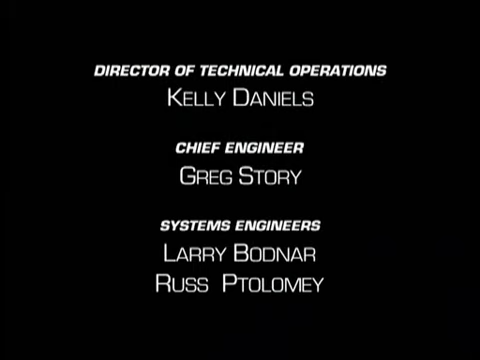 DIRECTOR OF TECHNICAL OPERATIONS
KELLY DANIELS
CHIEF ENGINEER
GREG STORY
SYSTEMS ENGINEERS
LARRY BODNAR
RUSS PTOLOMEY